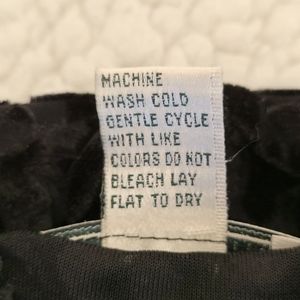 MACHINE
WASH COLD
GENTLE CYCLE
WITH LIKE
COLORS DO NOT
BLEACH LAY
FLAT TO DRY